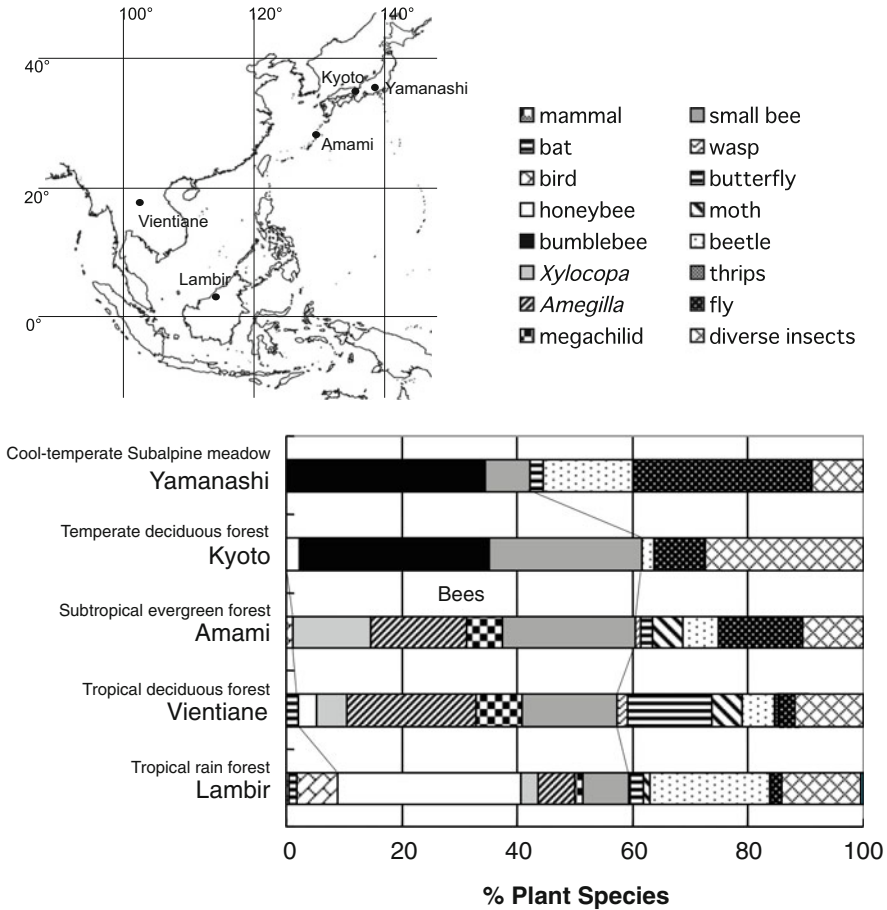 100° 120° 140°
40°
Kyoto
Yamanashi
Amami
20°
Vientiane
Lambir
0°
mammal
bat
bird
honeybee
bumblebee
Xylocopa
Amegilla
megachilid
small bee
wasp
butterfly
moth
beetle
thrips
fly
diverse insects
Cool-temperate Subalpine meadow
Yamanashi
Temperate deciduous forest
Kyoto
Bees
Subtropical evergreen forest
Amami
Tropical deciduous forest
Vientiane
Tropical rain forest
Lambir
0 20 40 60 80 100
% Plant Species